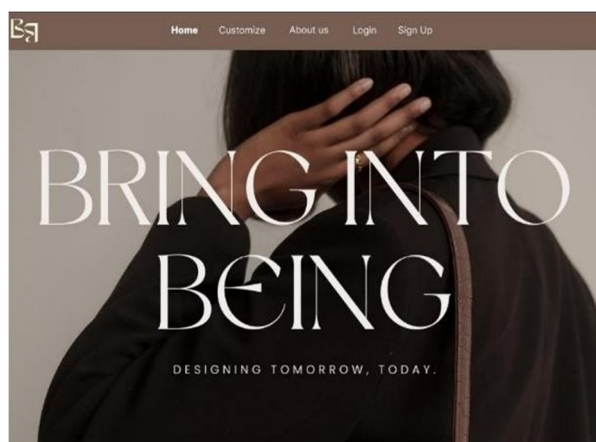 Home Customize About us Login Sign Up
BRING INTO
BEING
DESIGNING TOMORROW, TODAY.